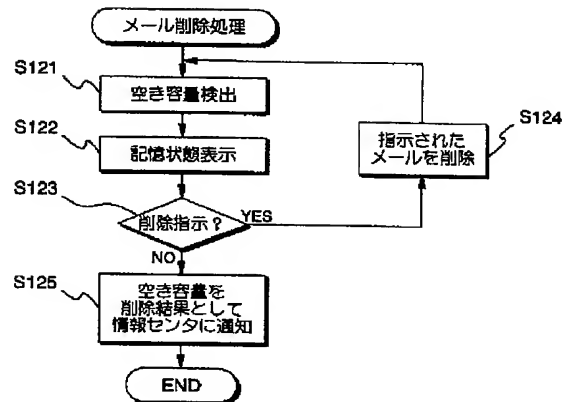 メール削除処理
S121
空き容量検出
S122
記憶状態表示
S123
削除指示?
YES
NO
S124
指示された
メールを削除
S125
空き容量を
削除結果として
情報センタに通知
END